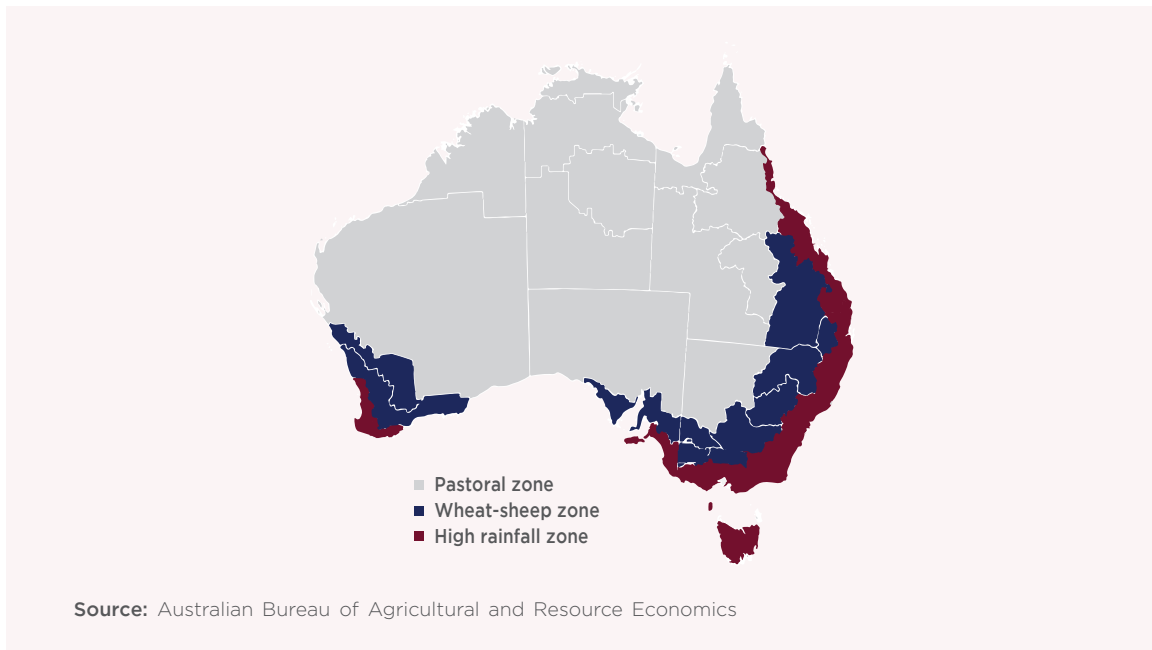 Pastoral zone
Wheat-sheep zone
High rainfall zone
Source: Australian Bureau of Agricultural and Resource Economics